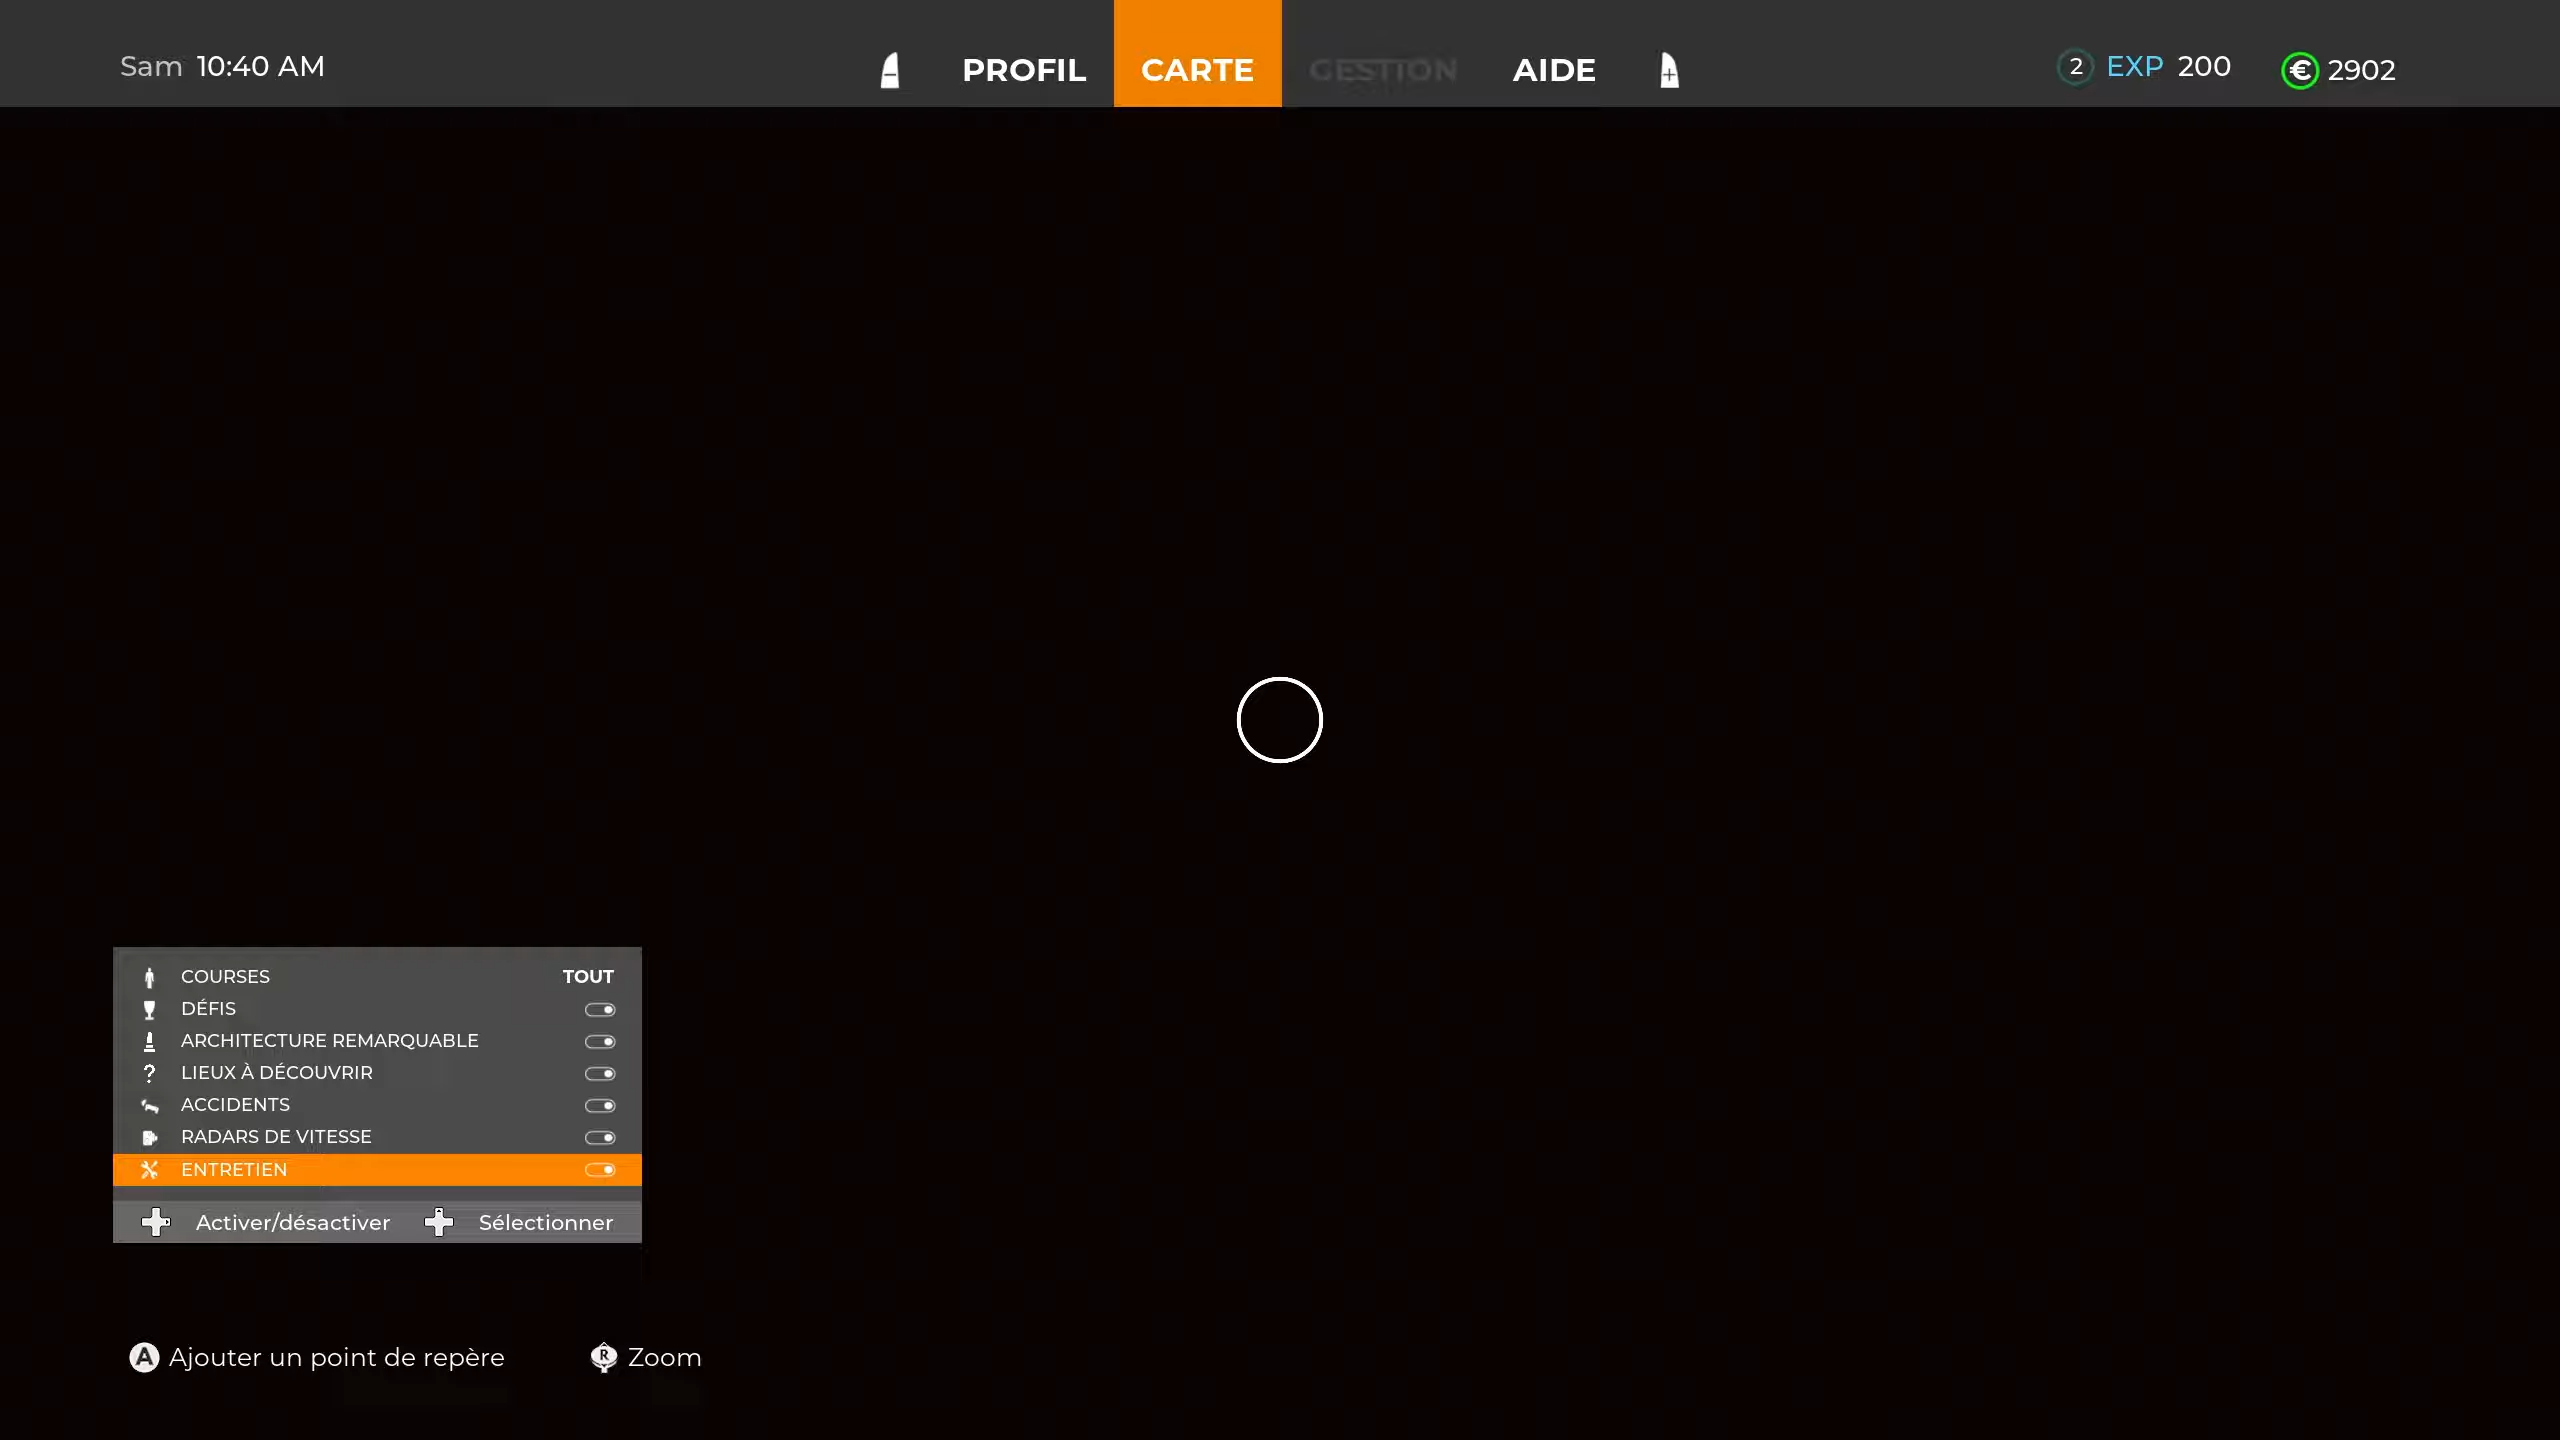 Sam 10:40 AM
PROFIL CARTE GESTION AIDE
2 EXP 200 € 2902
COURSES TOUT
DÉFIS
ARCHITECTURE REMARQUABLE
LIEUX À DÉCOUVRIR
ACCIDENTS
RADARS DE VITESSE
ENTRETIEN
Activer/désactiver Sélectionner
A Ajouter un point de repère R Zoom